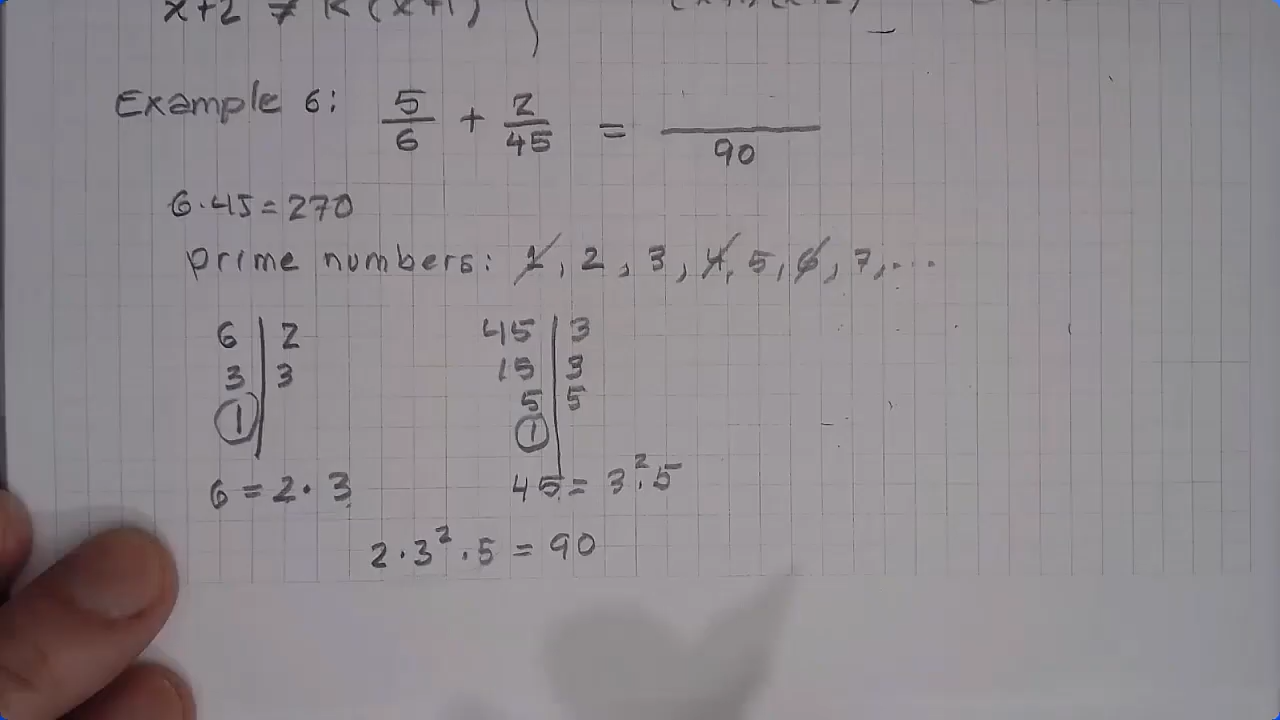 x+2 ≠ k (x+1)
Example 6: 5/6 + 2/45 = ___/90
6·45=270
prime numbers: 1, 2, 3, 4, 5, 6, 7, ...
6 | 2    45 | 3
3 | 3    15 | 3
1 |    5 | 5
1 |
6 = 2·3    45 = 3²·5
2·3²·5 = 90